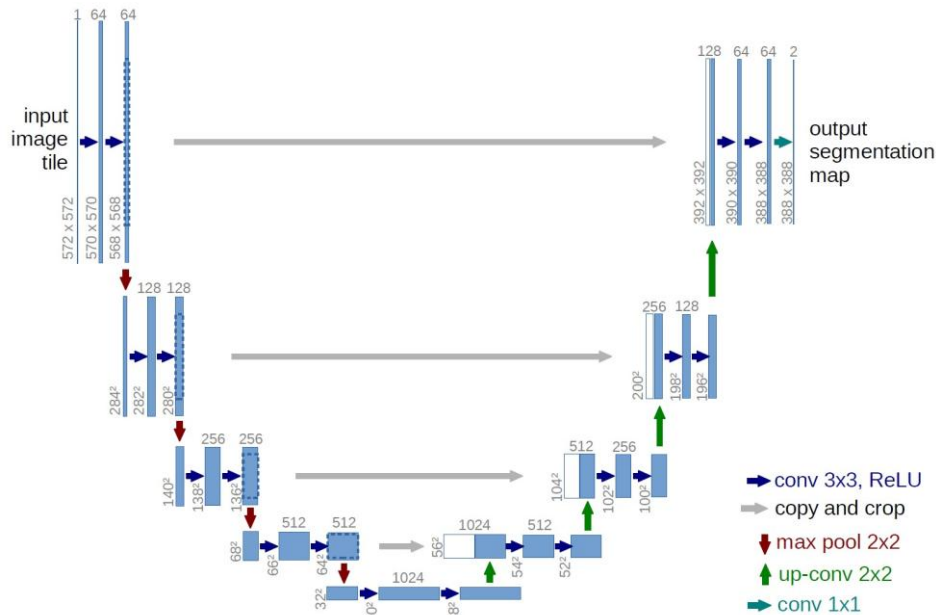 1
64
64
input
image
tile
572 x 572
570 x 570
568 x 568
128
64
64
2
output
segmentation
map
392 x 392
390 x 390
388 x 388
388 x 388
128
128
284²
282²
280²
256
128
200²
198²
196²
256
256
140²
138²
136²
512
256
104²
102²
100²
512
512
68²
66²
64²
1024
512
56²
54²
52²
1024
32²
0²
8²
conv 3x3, ReLU
copy and crop
max pool 2x2
up-conv 2x2
conv 1x1